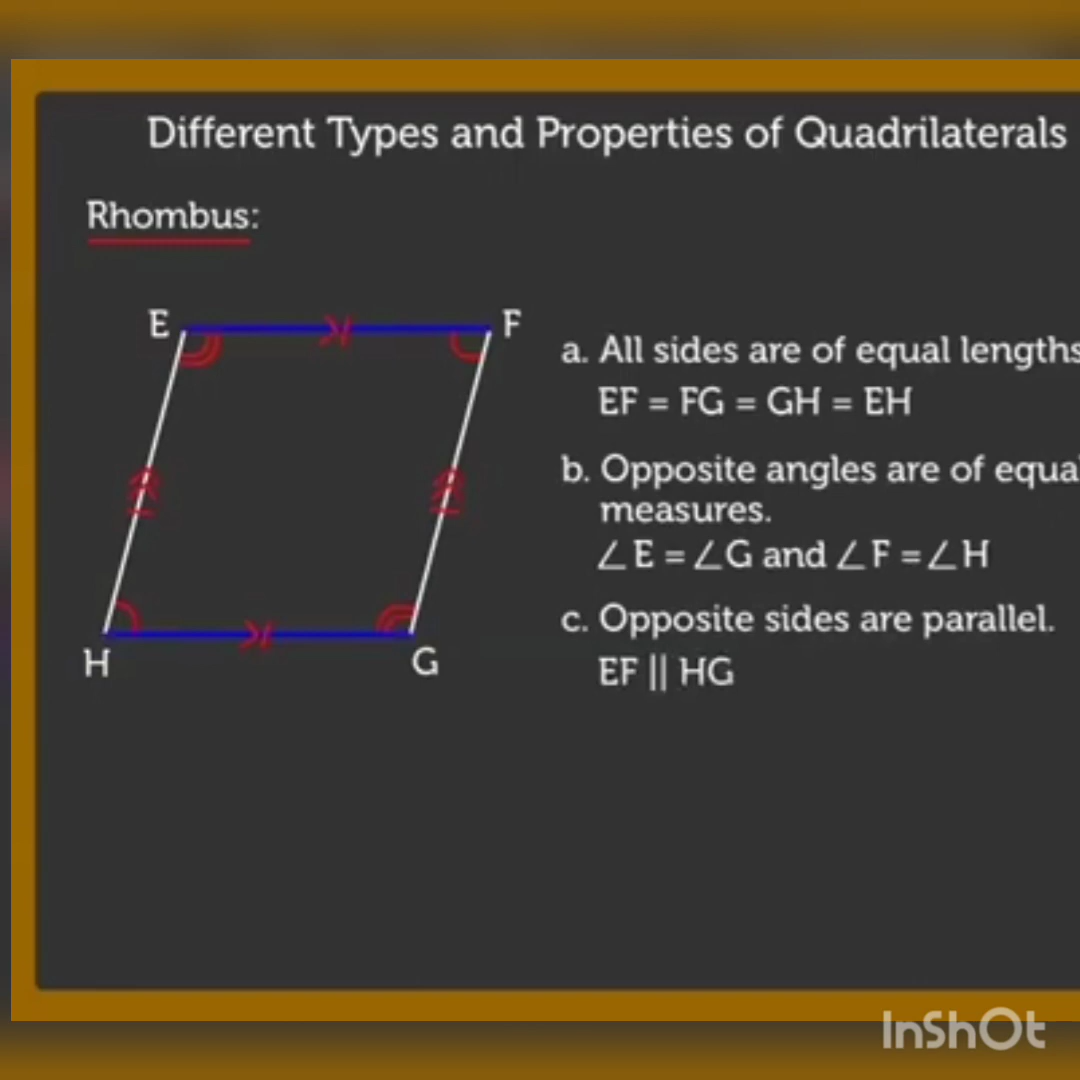 Different Types and Properties of Quadrilaterals
Rhombus:
E
F
a. All sides are of equal lengths
EF = FG = GH = EH
b. Opposite angles are of equal
measures.
∠E = ∠G and ∠F = ∠H
c. Opposite sides are parallel.
EF || HG
H
G
InShOt